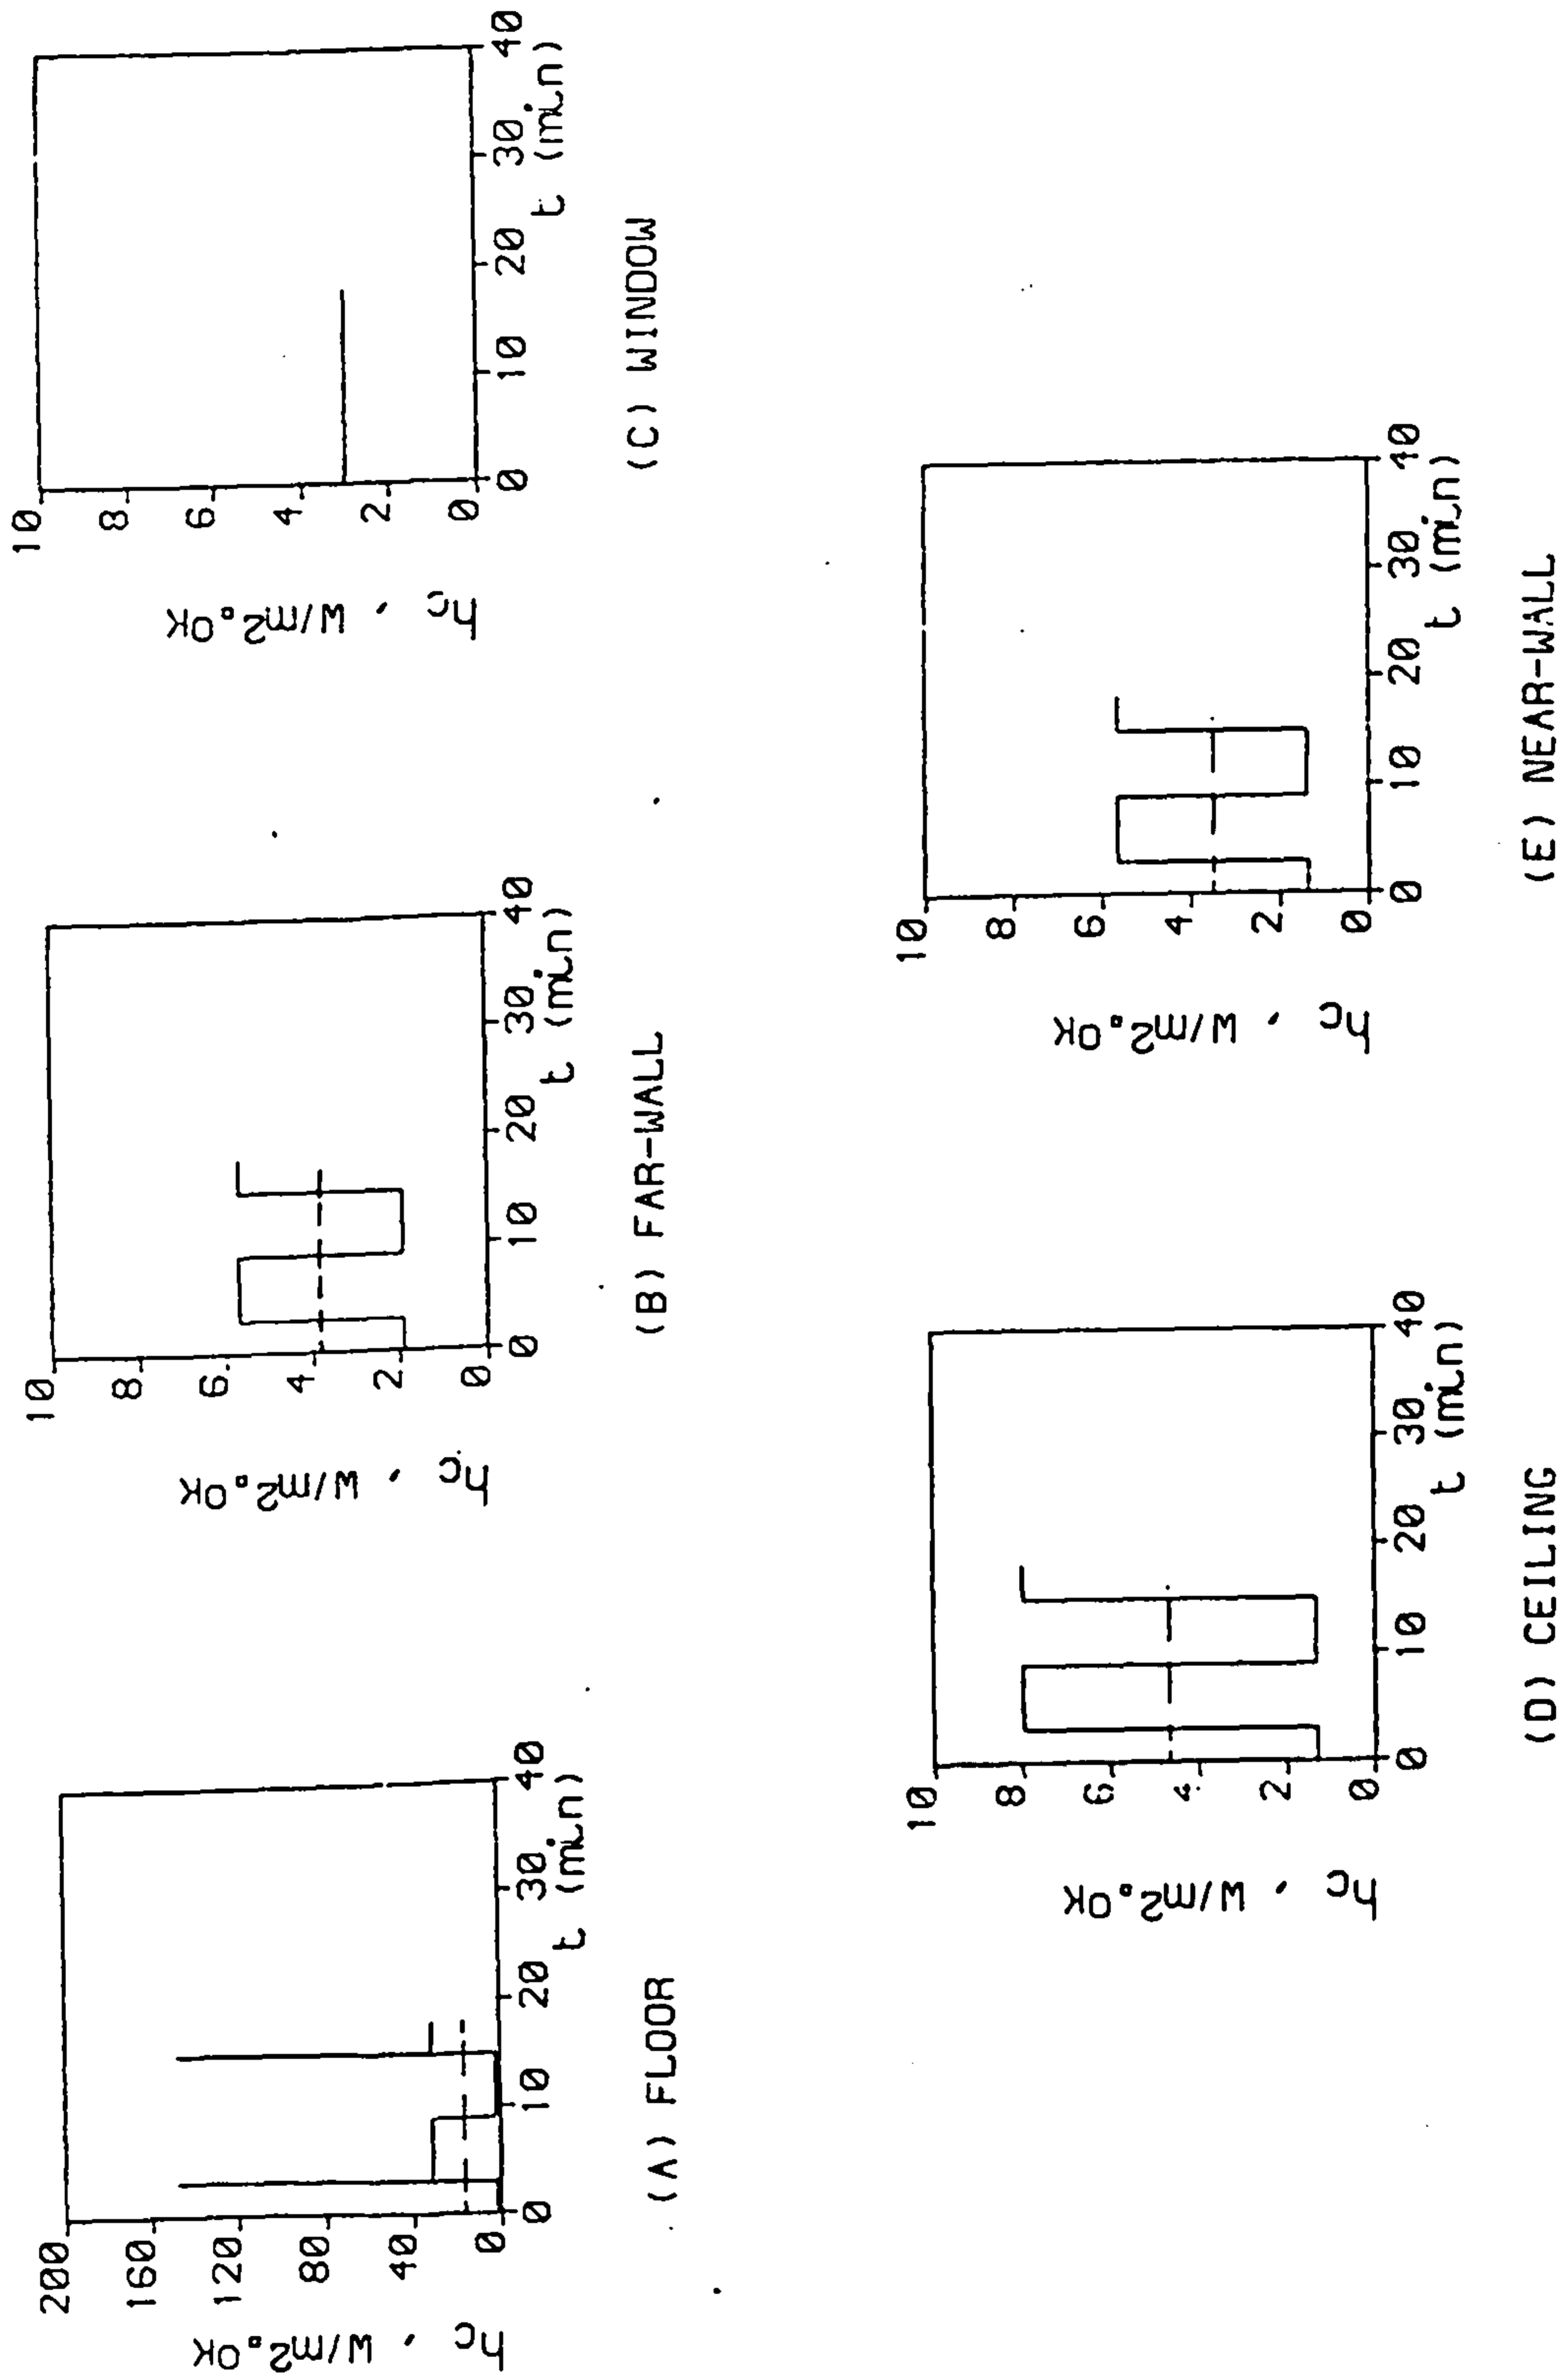 200
160
120
80
40
0
hc , W/m².OK
0 10 20 30 40
t (min)
(A) FLOOR
10
8
6
4
2
0
hc , W/m².OK
0 10 20 30 40
t (min)
(B) FAR-WALL
10
8
6
4
2
0
hc , W/m².OK
0 10 20 30 40
t (min)
(C) WINDOW
10
8
6
4
2
0
hc , W/m².OK
0 10 20 30 40
t (min)
(D) CEILING
10
8
6
4
2
0
hc , W/m².OK
0 10 20 30 40
t (min)
(E) NEAR-WALL